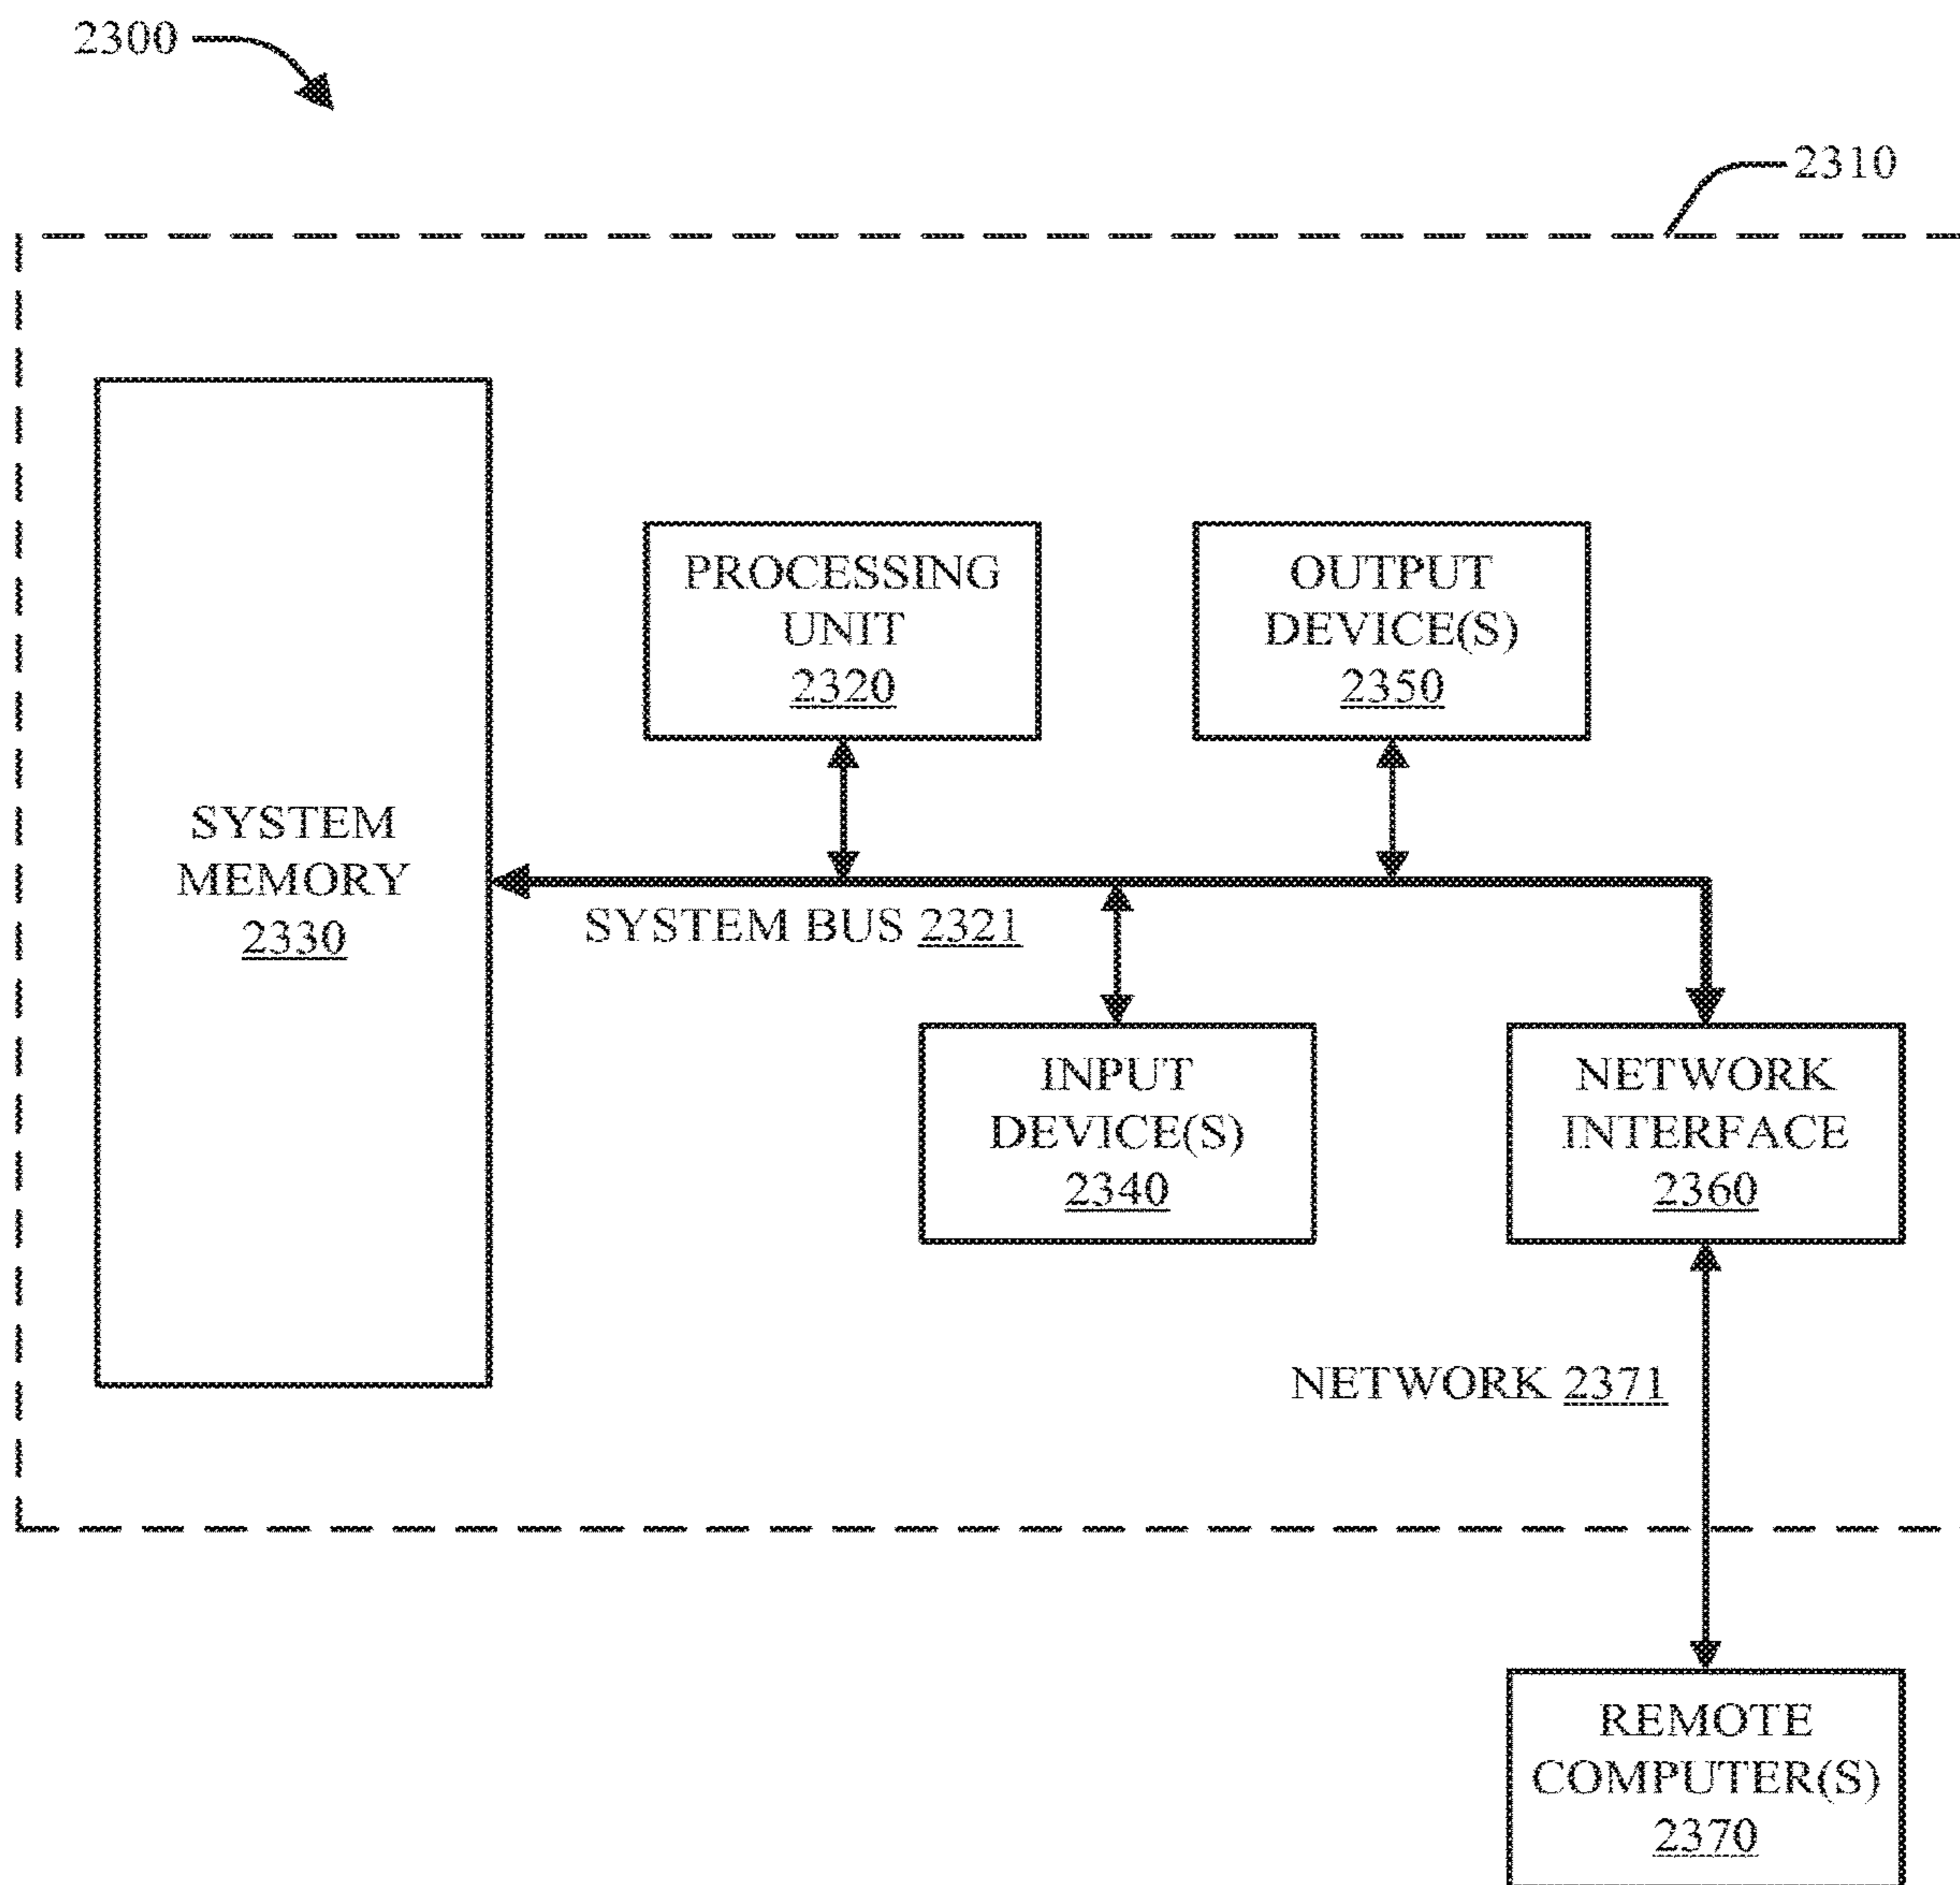 2300
2310
PROCESSING
UNIT
2320
OUTPUT
DEVICE(S)
2350
SYSTEM
MEMORY
2330
SYSTEM BUS 2321
INPUT
DEVICE(S)
2340
NETWORK
INTERFACE
2360
NETWORK 2371
REMOTE
COMPUTER(S)
2370